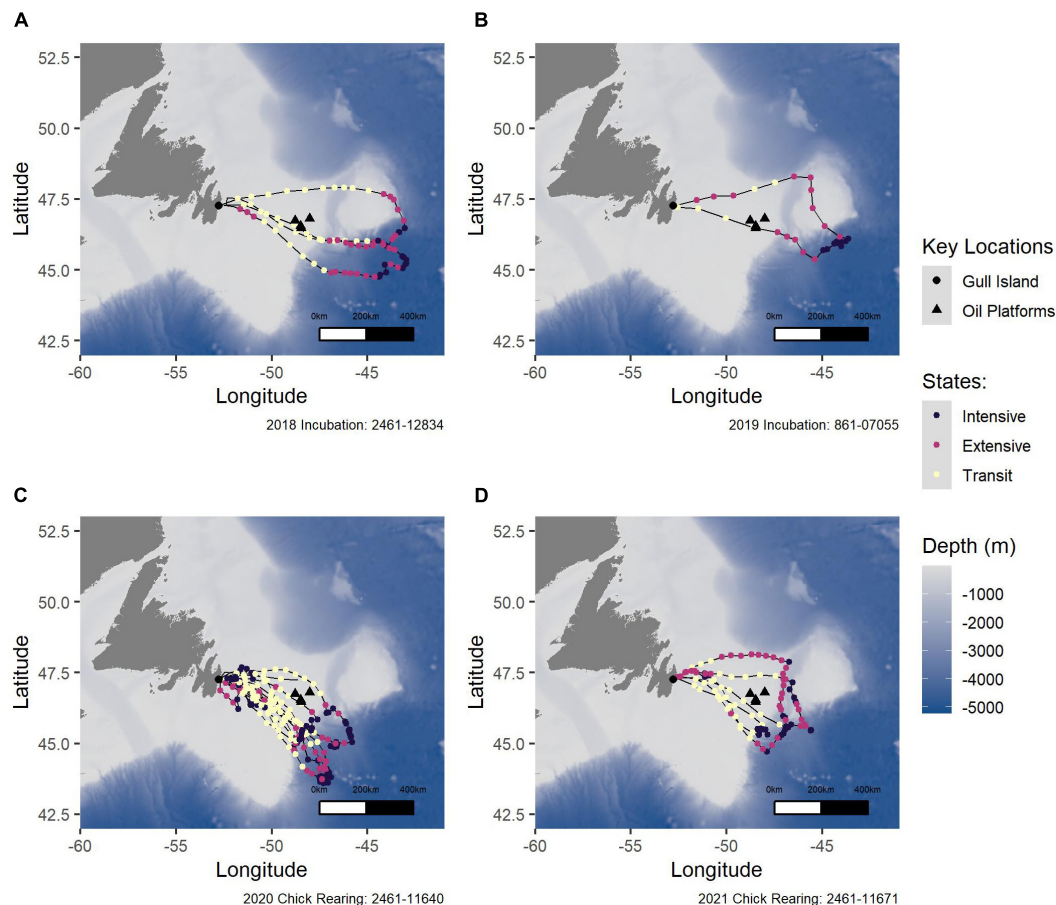 A
52.5
50.0
47.5
45.0
42.5
Latitude
-60
-55
-50
-45
Longitude
0km 200km 400km
2018 Incubation: 2461-12834
B
52.5
50.0
47.5
45.0
42.5
Latitude
-60
-55
-50
-45
Longitude
0km 200km 400km
2019 Incubation: 861-07055
Key Locations
Gull Island
Oil Platforms
States:
Intensive
Extensive
Transit
C
52.5
50.0
47.5
45.0
42.5
Latitude
-60
-55
-50
-45
Longitude
0km 200km 400km
2020 Chick Rearing: 2461-11640
D
52.5
50.0
47.5
45.0
42.5
Latitude
-60
-55
-50
-45
Longitude
0km 200km 400km
2021 Chick Rearing: 2461-11671
Depth (m)
-1000
-2000
-3000
-4000
-5000